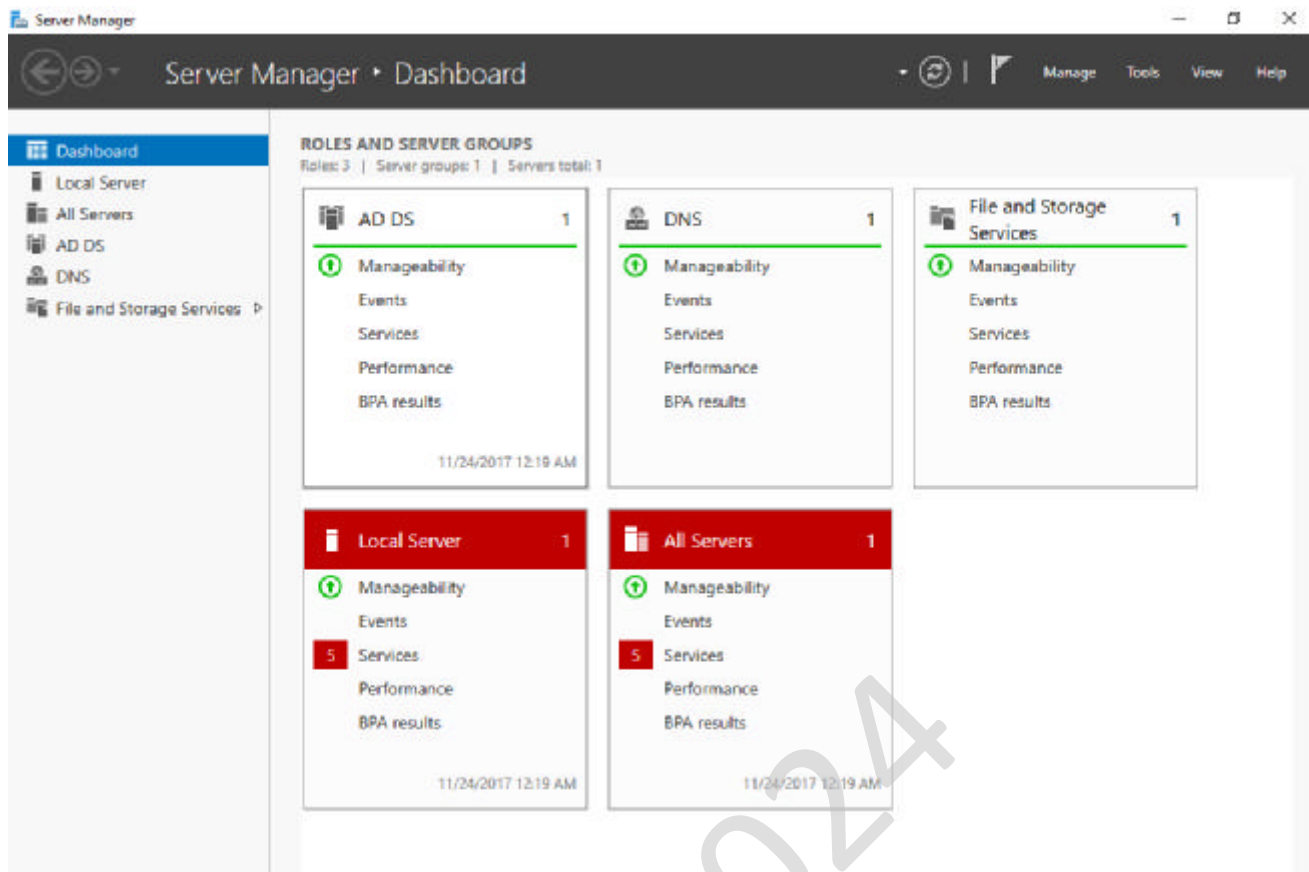 Server Manager
Server Manager • Dashboard
Manage Tools View Help
Dashboard
Local Server
All Servers
AD DS
DNS
File and Storage Services
ROLES AND SERVER GROUPS
Roles: 3 | Server groups: 1 | Servers total: 1
AD DS 1
Manageability
Events
Services
Performance
BPA results
11/24/2017 12:19 AM
DNS 1
Manageability
Events
Services
Performance
BPA results
File and Storage
Services 1
Manageability
Events
Services
Performance
BPA results
Local Server 1
Manageability
Events
5 Services
Performance
BPA results
11/24/2017 12:19 AM
All Servers 1
Manageability
Events
5 Services
Performance
BPA results
11/24/2017 12:19 AM
024